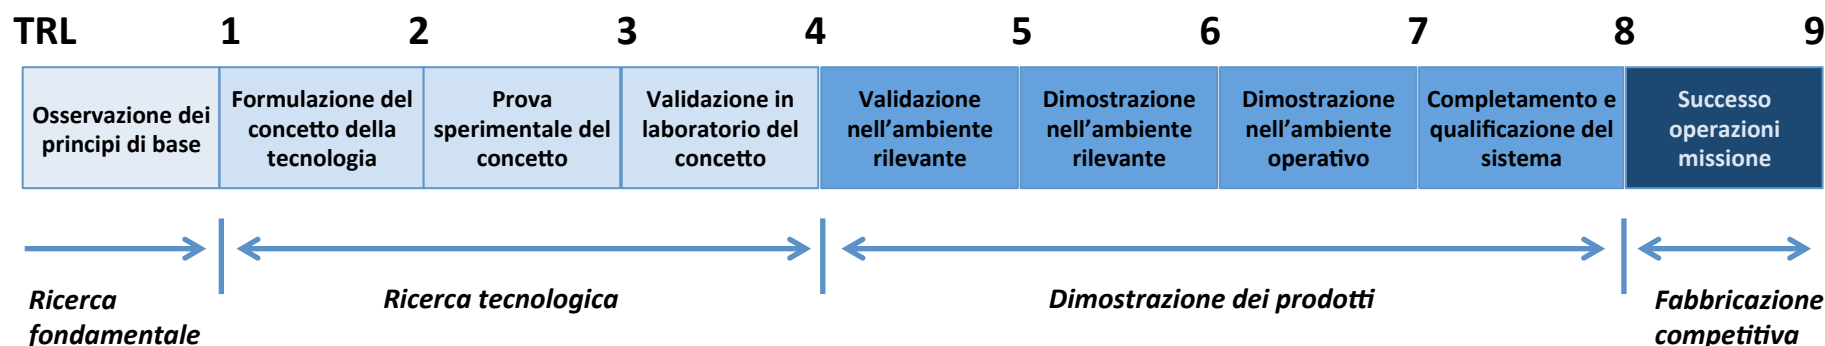 TRL 1 2 3 4 5 6 7 8 9
Osservazione dei
principi di base
Formulazione del
concetto della
tecnologia
Prova
sperimentale del
concetto
Validazione in
laboratorio del
concetto
Validazione
nell’ambiente
rilevante
Dimostrazione
nell’ambiente
rilevante
Dimostrazione
nell’ambiente
operativo
Completamento e
qualificazione del
sistema
Successo
operazioni
missione
Ricerca
fondamentale
Ricerca tecnologica
Dimostrazione dei prodotti
Fabbricazione
competitiva